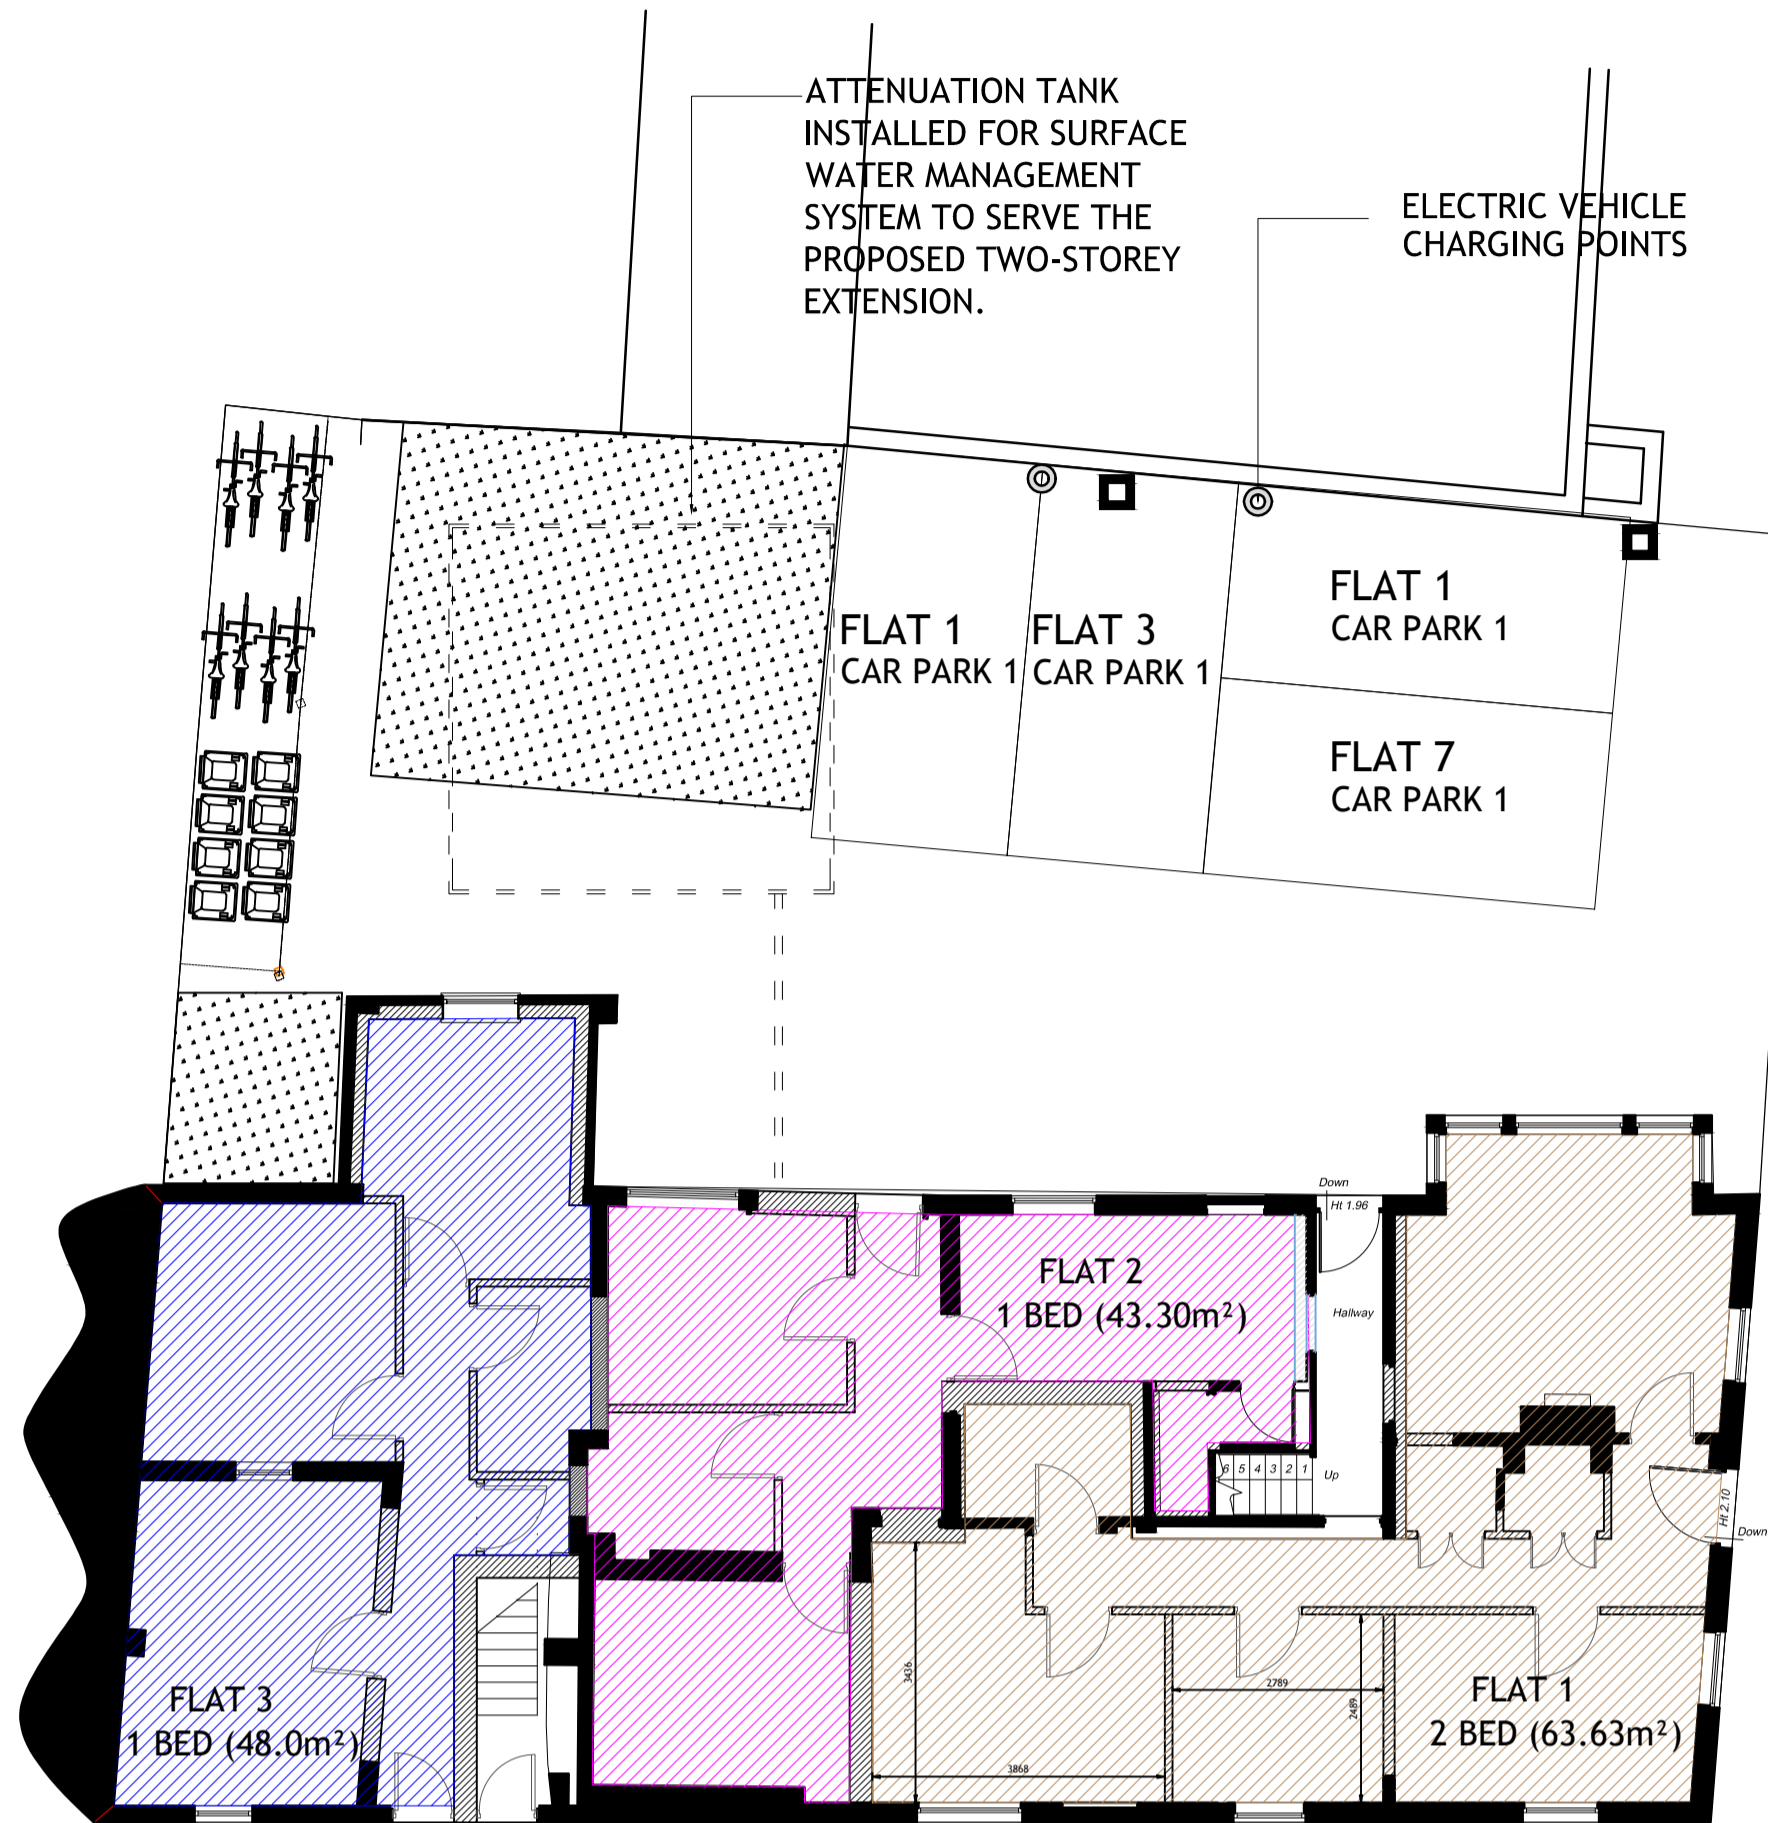 ATTENUATION TANK
INSTALLED FOR SURFACE
WATER MANAGEMENT
SYSTEM TO SERVE THE
PROPOSED TWO-STOREY
EXTENSION.
ELECTRIC VEHICLE
CHARGING POINTS
FLAT 1
CAR PARK 1
FLAT 3
CAR PARK 1
FLAT 1
CAR PARK 1
FLAT 7
CAR PARK 1
Down
Ht 1.96
FLAT 2
1 BED (43.30m²)
Hallway
6 5 4 3 2 1
Up
Ht 2.10
Down
3436
3868
2789
2489
FLAT 3
1 BED (48.0m²)
FLAT 1
2 BED (63.63m²)